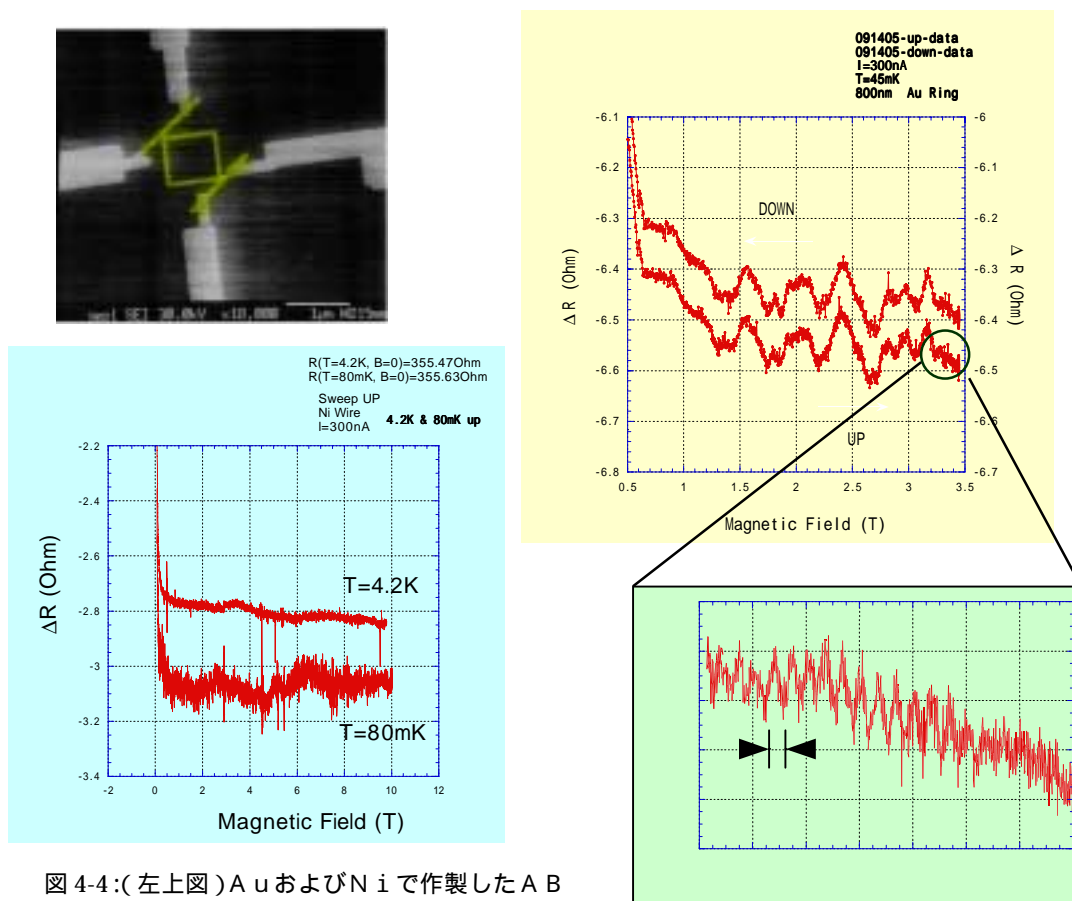 SEI 30.0kV x10,000 1um
091405-up-data
091405-down-data
I=300nA
T=45mK
800nm Au Ring
-6.1
-6.2
-6.3
-6.4
-6.5
-6.6
-6.7
-6.8
-6
-6.1
-6.2
-6.3
-6.4
-6.5
-6.6
-6.7
DOWN
UP
Δ R (Ohm)
Δ R (Ohm)
0.5 1 1.5 2 2.5 3 3.5
Magnetic Field (T)
R(T=4.2K, B=0)=355.47Ohm
R(T=80mK, B=0)=355.63Ohm
Sweep UP
Ni Wire
I=300nA
4.2K & 80mK up
-2.2
-2.4
-2.6
-2.8
-3
-3.2
-3.4
ΔR (Ohm)
T=4.2K
T=80mK
-2 0 2 4 6 8 10 12
Magnetic Field (T)
図 4-4:(左上図)AuおよびNiで作製したAB